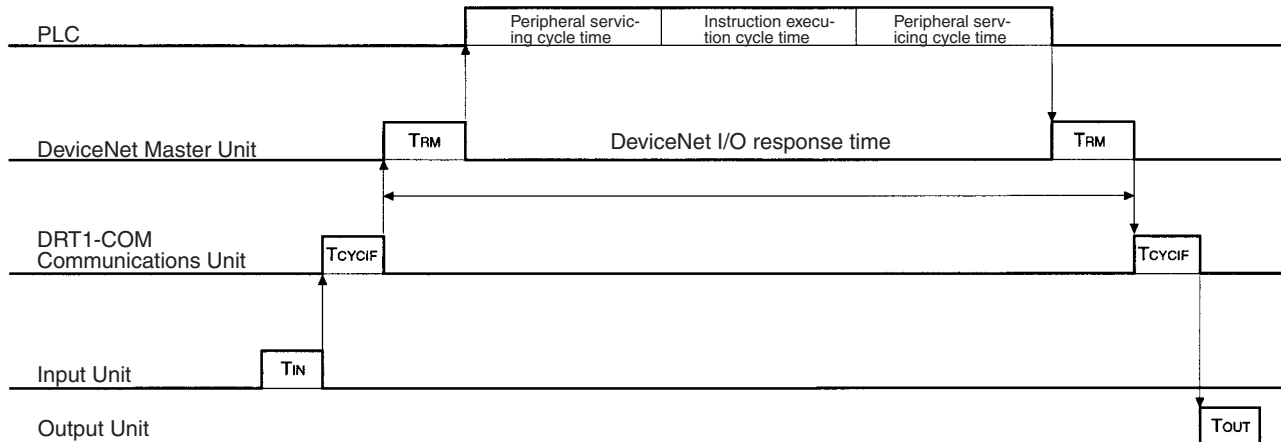 PLC
Peripheral servic-
ing cycle time
Instruction execu-
tion cycle time
Peripheral serv-
icing cycle time
DeviceNet Master Unit
TRM
DeviceNet I/O response time
TRM
DRT1-COM
Communications Unit
TCYCIF
TCYCIF
Input Unit
TIN
Output Unit
TOUT